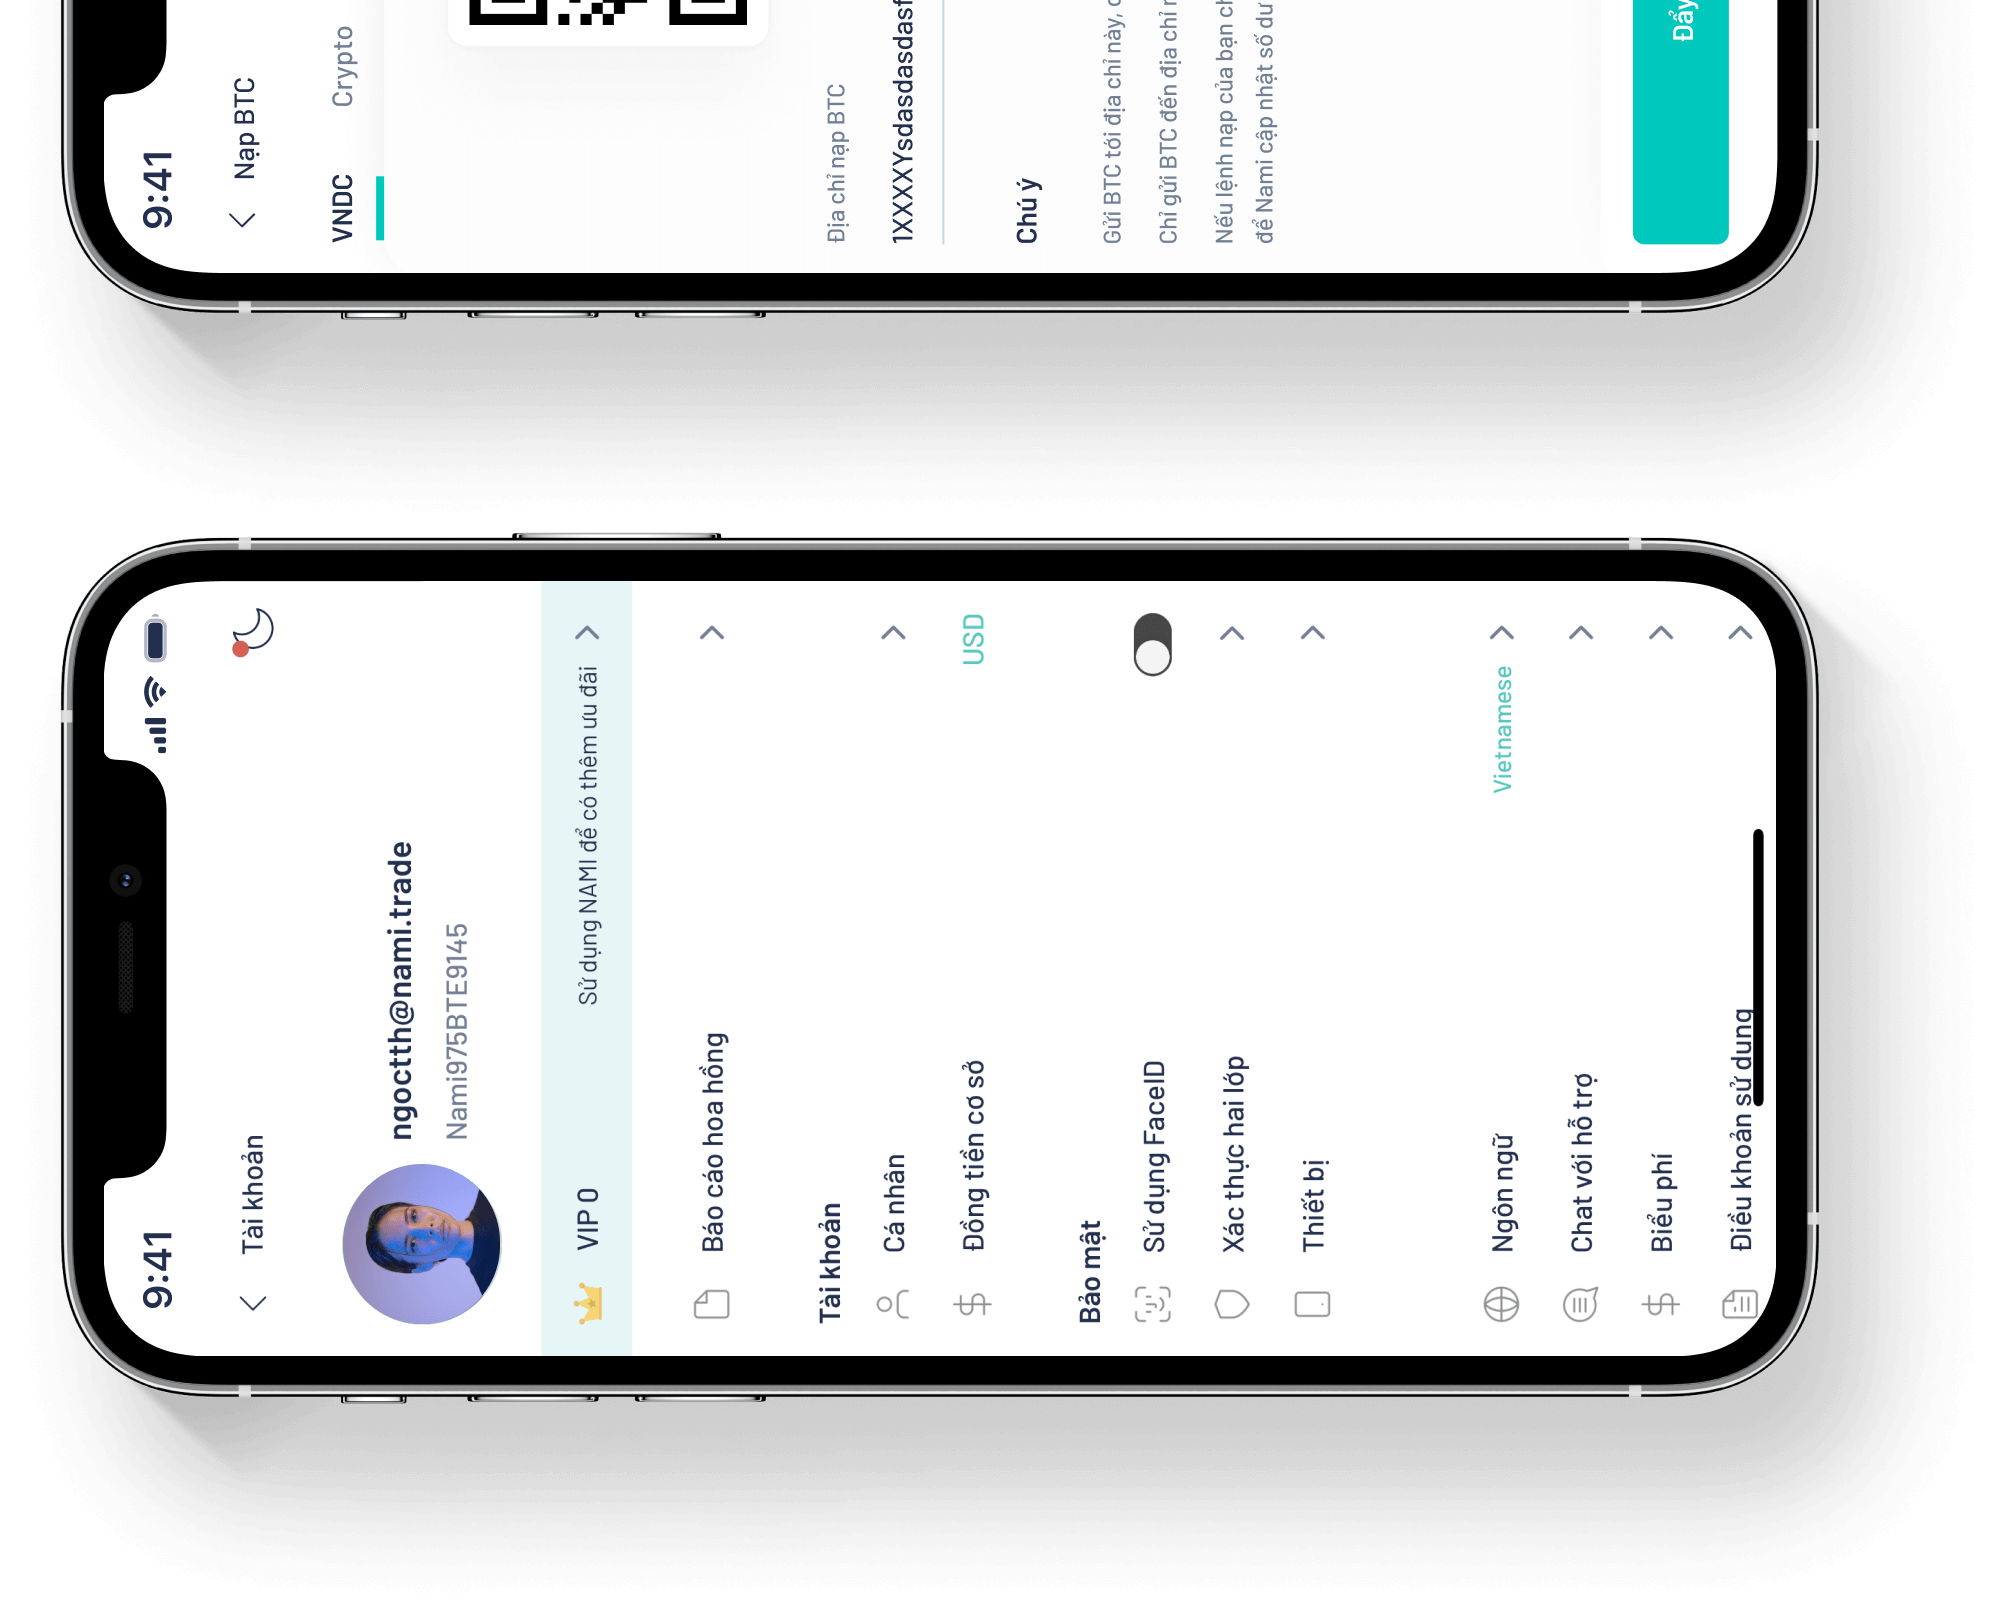 9:41
Nạp BTC
VNDC
Crypto
Địa chỉ nạp BTC
1XXXXYsdasdasdasf
Chú ý
Gửi BTC tới địa chỉ này,
Chỉ gửi BTC đến địa chỉ
Nếu lệnh nạp của bạn
để Nami cập nhật số dư
Đẩy
9:41
Tài khoản
ngoctth@nami.trade
Nami975BTE9145
VIP 0
Sử dụng NAMI để có thêm ưu đãi
Báo cáo hoa hồng
Tài khoản
Cá nhân
Đồng tiền cơ sở
USD
Bảo mật
Sử dụng FaceID
Xác thực hai lớp
Thiết bị
Ngôn ngữ
Vietnamese
Chat với hỗ trợ
Biểu phí
Điều khoản sử dụng